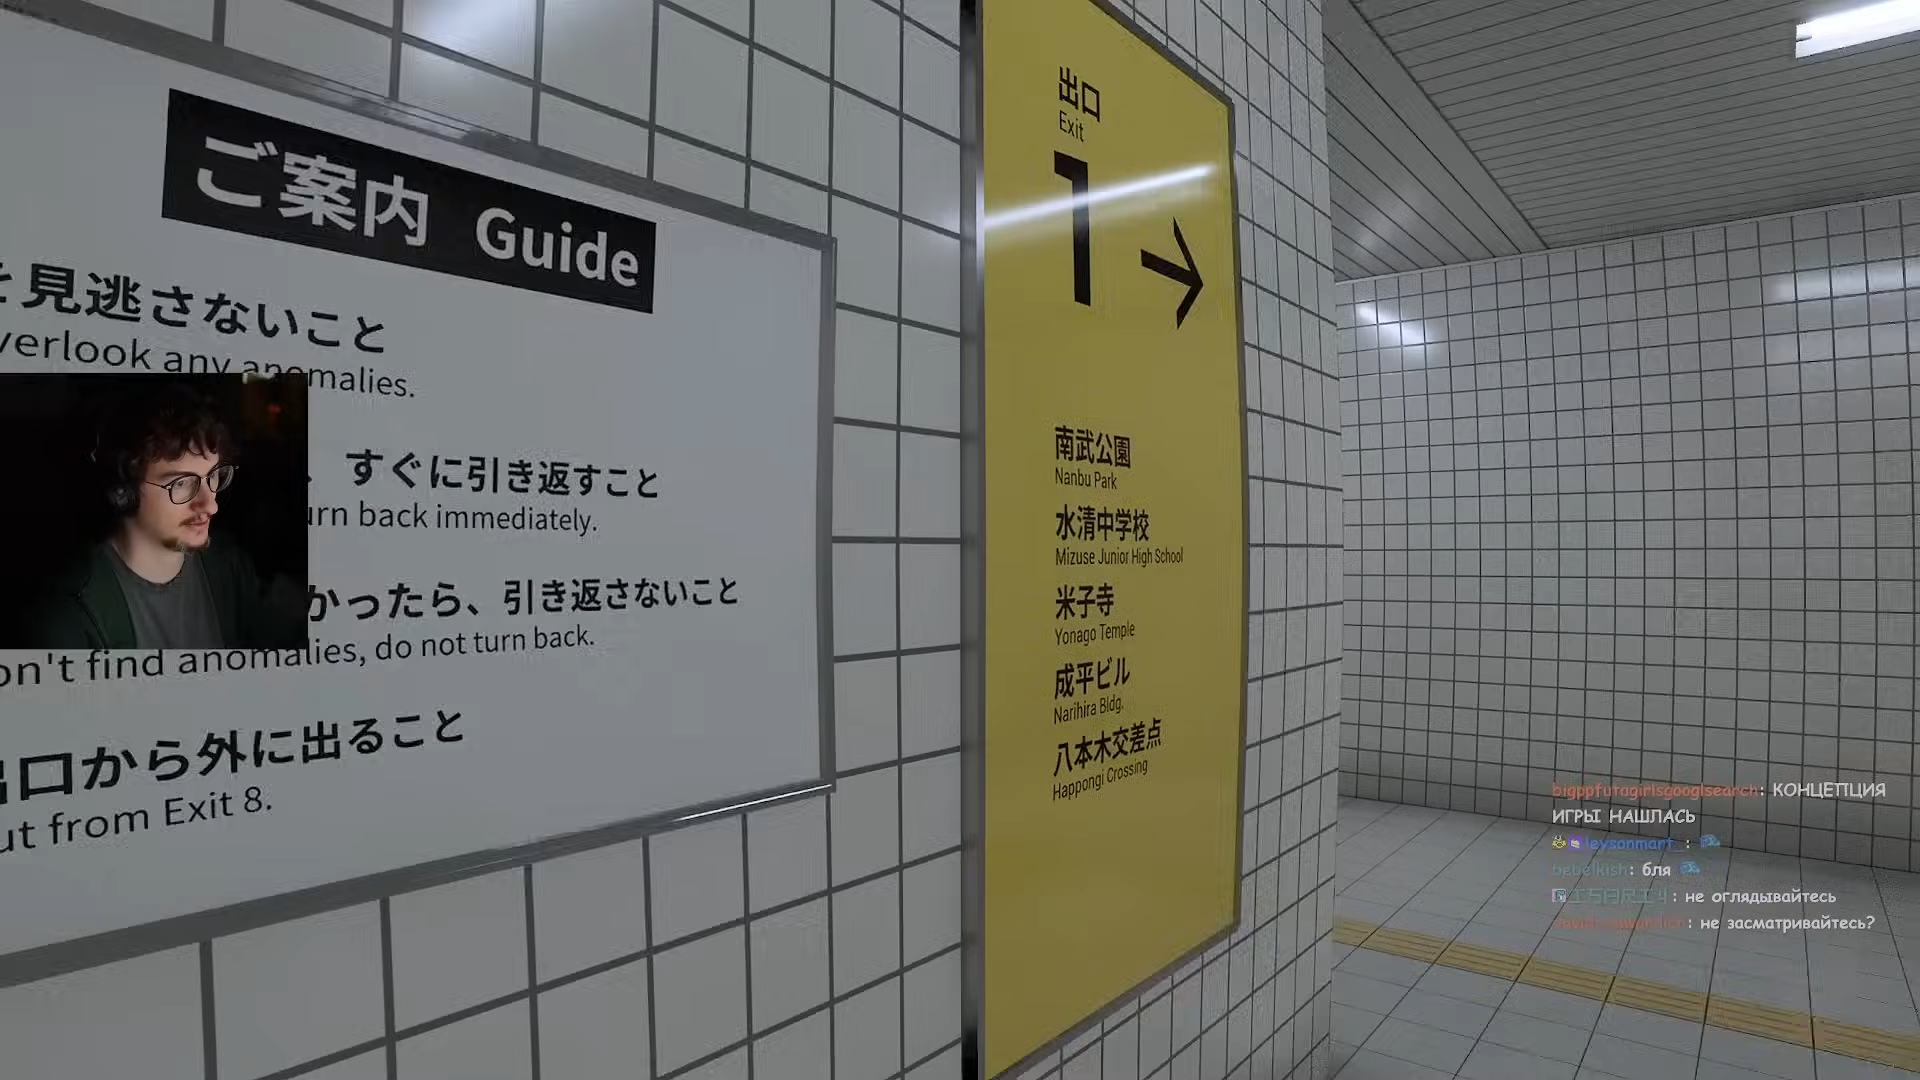 ご案内 Guide
を見逃さないこと
verlook any anomalies.
、すぐに引き返すこと
urn back immediately.
かったら、引き返さないこと
on't find anomalies, do not turn back.
出口から外に出ること
ut from Exit 8.
出口
Exit
1
南武公園
Nanbu Park
水清中学校
Mizuse Junior High School
米子寺
Yonago Temple
成平ビル
Narihira Bldg.
八本木交差点
Happongi Crossing
bigppfutagirlsgooglsearch: КОНЦЕПЦИЯ
ИГРЫ НАШЛАСЬ
leysonmart_:
bebelkish: бля
: не оглядывайтесь
: не засматривайтесь?